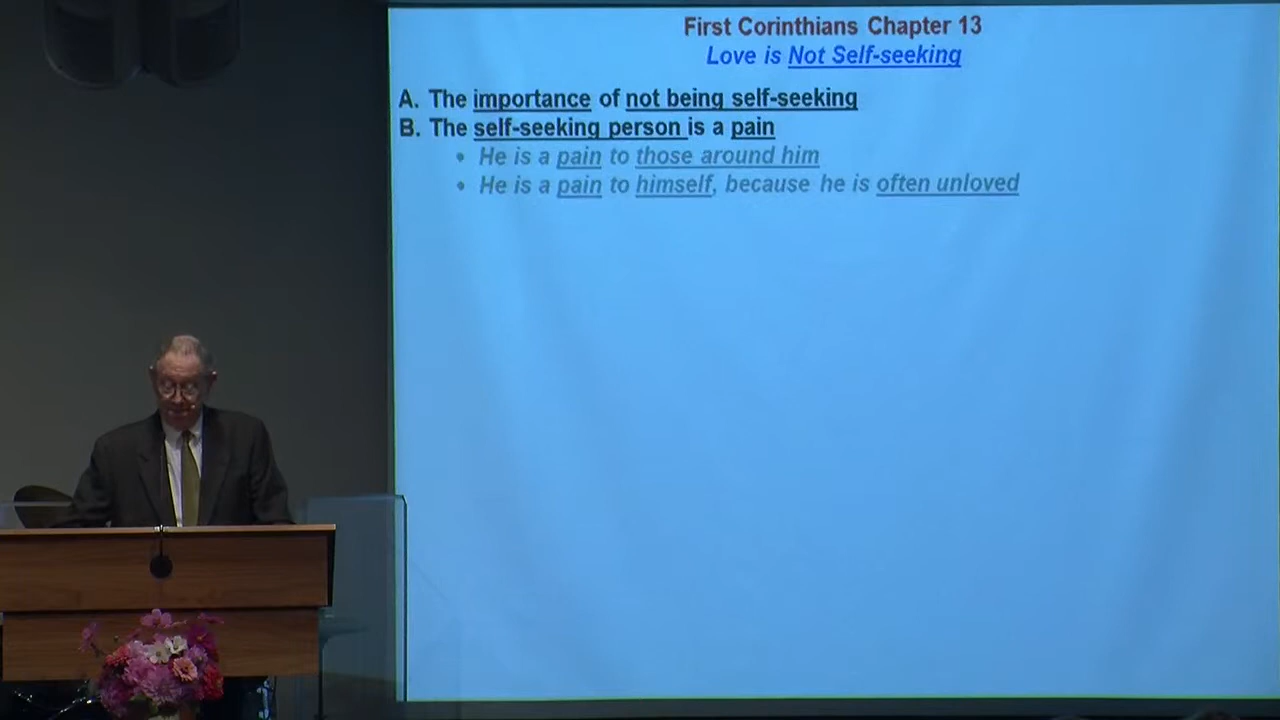 First Corinthians Chapter 13
Love is Not Self-seeking
A. The importance of not being self-seeking
B. The self-seeking person is a pain
• He is a pain to those around him
• He is a pain to himself, because he is often unloved